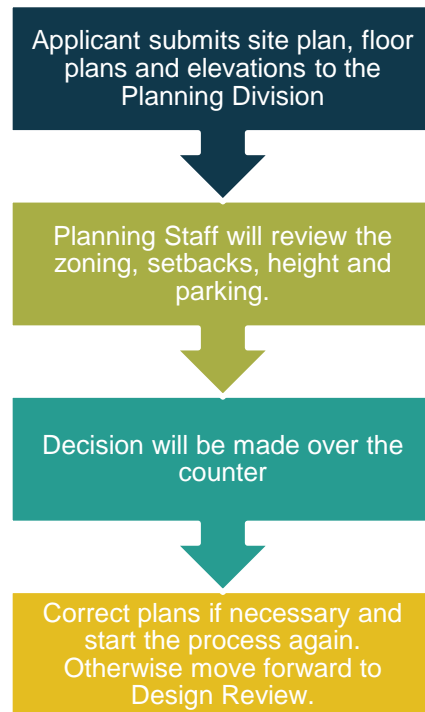 Applicant submits site plan, floor
plans and elevations to the
Planning Division
Planning Staff will review the
zoning, setbacks, height and
parking.
Decision will be made over the
counter
Correct plans if necessary and
start the process again.
Otherwise move forward to
Design Review.